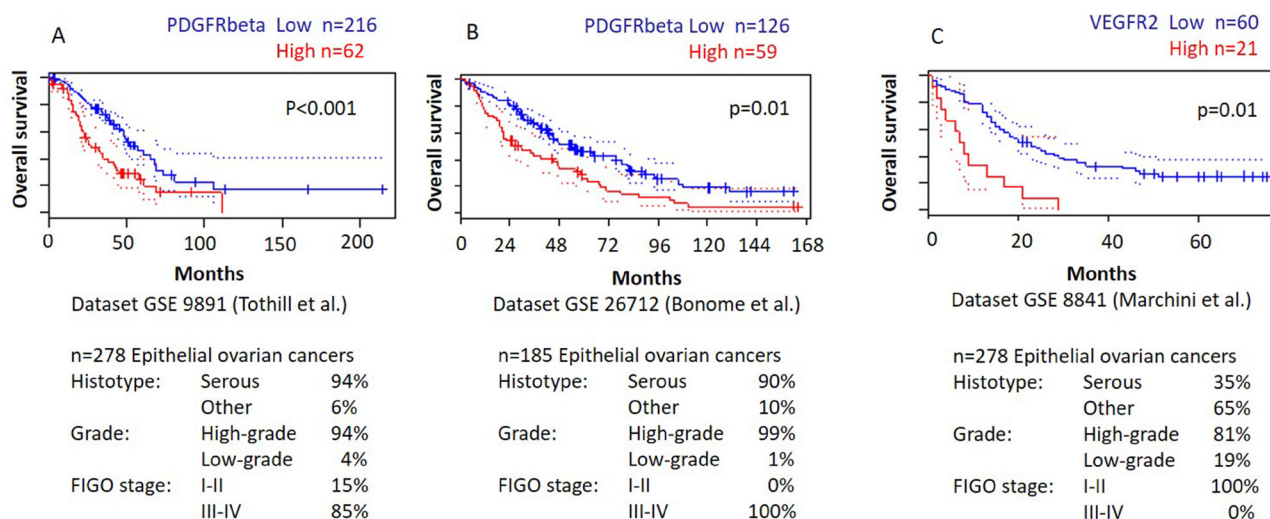 A
PDGFRbeta Low n=216
High n=62
Overall survival
P<0.001
0 50 100 150 200
Months
Dataset GSE 9891 (Tothill et al.)
n=278 Epithelial ovarian cancers
Histotype: Serous 94%
Other 6%
Grade: High-grade 94%
Low-grade 4%
FIGO stage: I-II 15%
III-IV 85%
B
PDGFRbeta Low n=126
High n=59
Overall survival
p=0.01
0 24 48 72 96 120 144 168
Months
Dataset GSE 26712 (Bonome et al.)
n=185 Epithelial ovarian cancers
Histotype: Serous 90%
Other 10%
Grade: High-grade 99%
Low-grade 1%
FIGO stage: I-II 0%
III-IV 100%
C
VEGFR2 Low n=60
High n=21
Overall survival
p=0.01
0 20 40 60
Months
Dataset GSE 8841 (Marchini et al.)
n=278 Epithelial ovarian cancers
Histotype: Serous 35%
Other 65%
Grade: High-grade 81%
Low-grade 19%
FIGO stage: I-II 100%
III-IV 0%